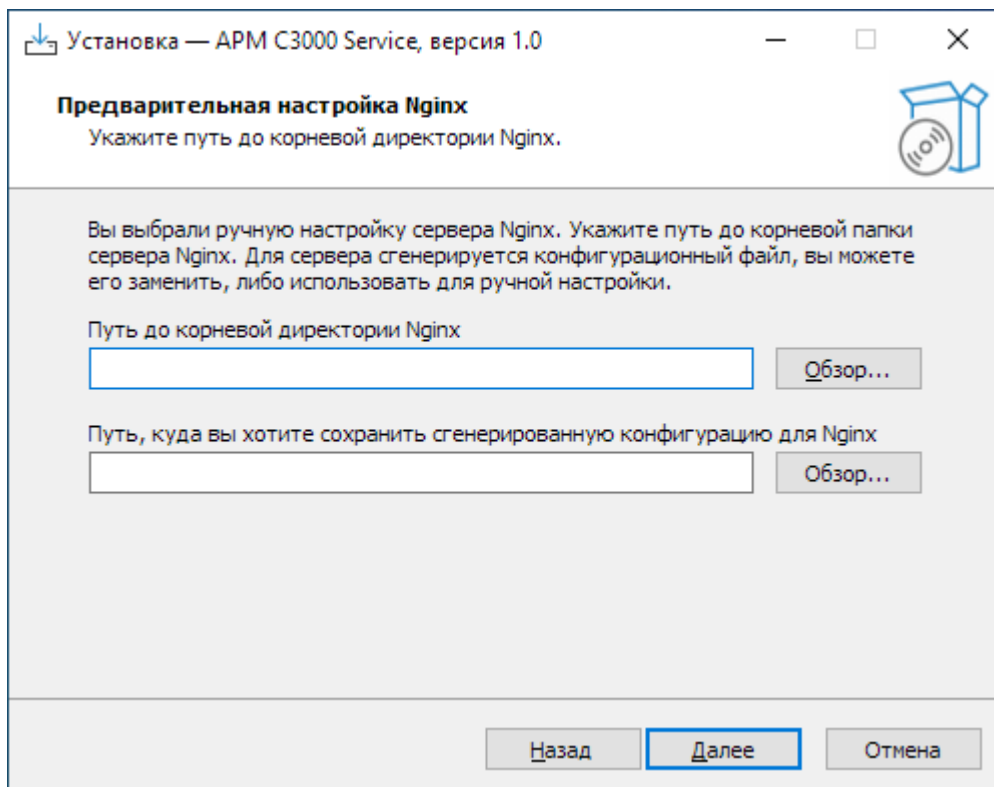 Установка — АРМ С3000 Service, версия 1.0
Предварительная настройка Nginx
Укажите путь до корневой директории Nginx.
Вы выбрали ручную настройку сервера Nginx. Укажите путь до корневой папки
сервера Nginx. Для сервера сгенерируется конфигурационный файл, вы можете
его заменить, либо использовать для ручной настройки.
Путь до корневой директории Nginx
Обзор...
Путь, куда вы хотите сохранить сгенерированную конфигурацию для Nginx
Обзор...
Назад Далее Отмена